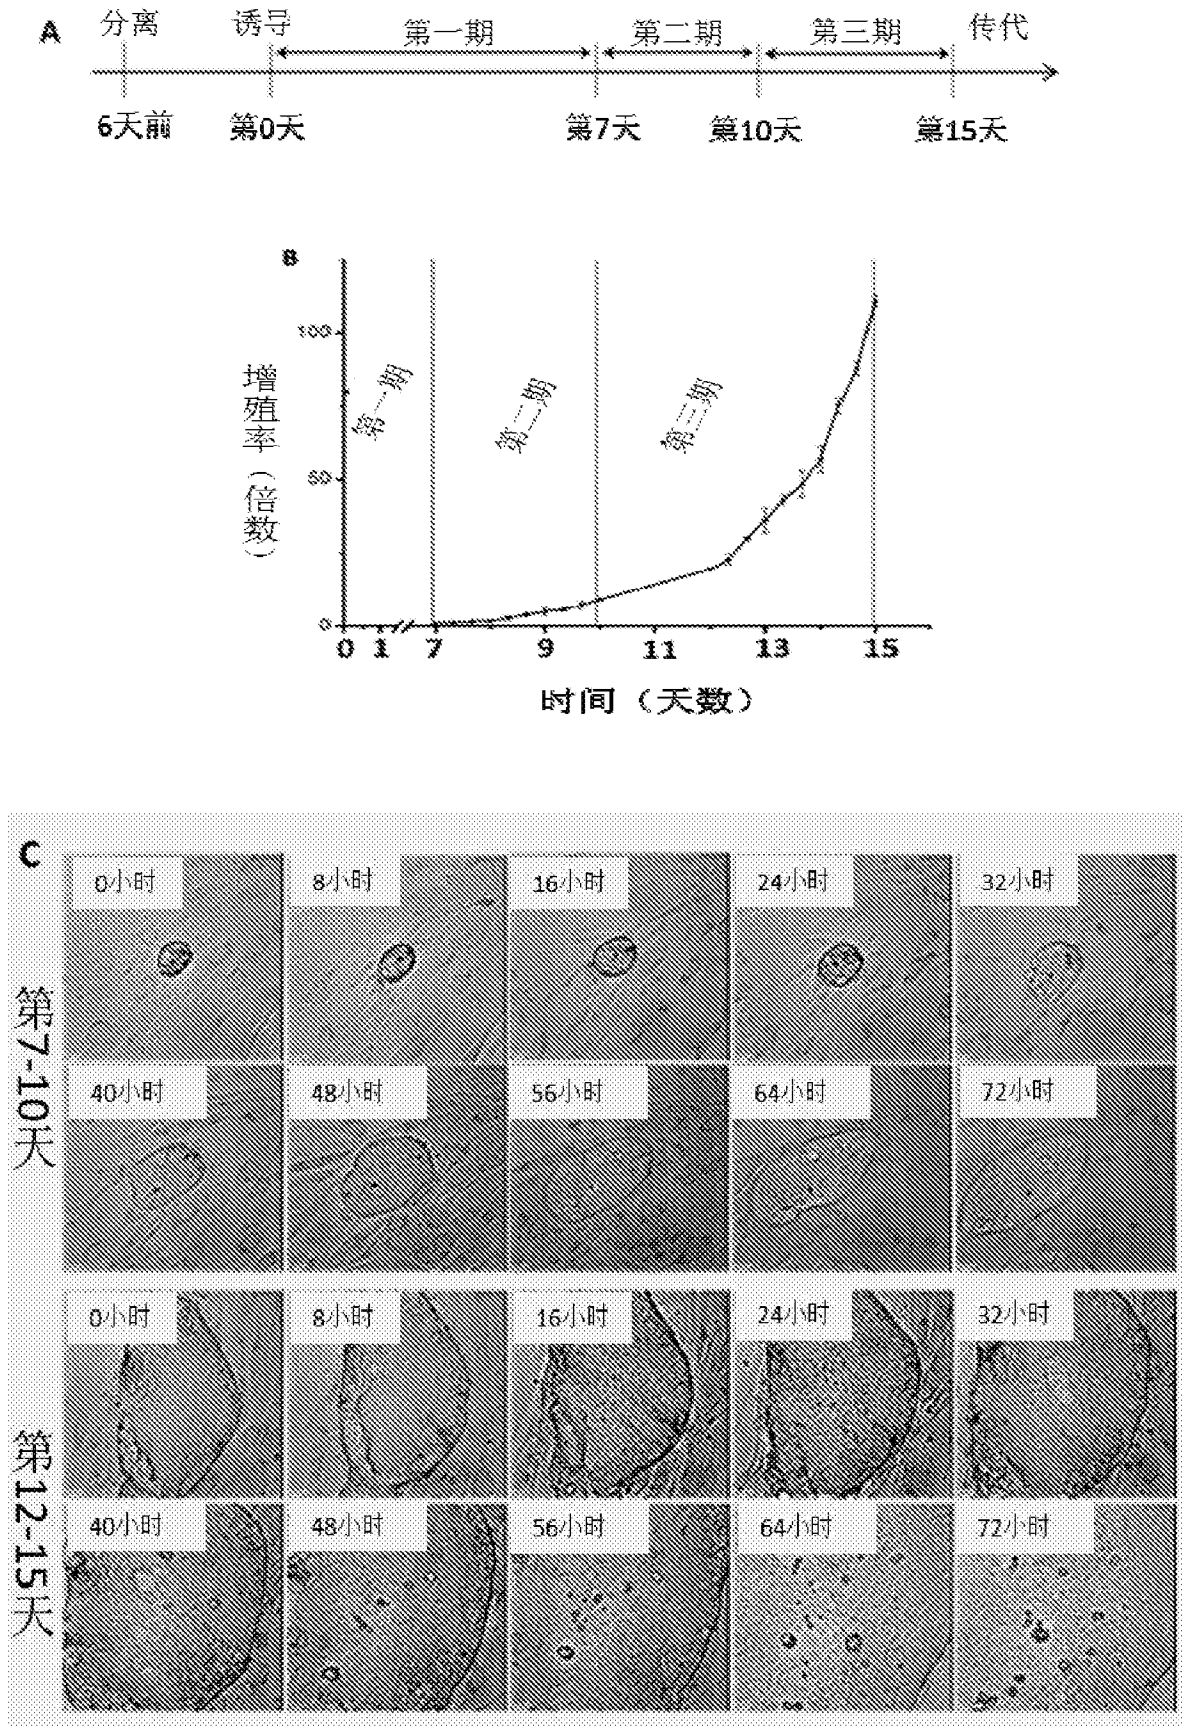 A
分离
诱导
第一期
第二期
第三期
传代
6天前
第0天
第7天
第10天
第15天
B
100
50
0
增殖率（倍数）
第一期
第二期
第三期
0 1 7 9 11 13 15
时间（天数）
C
第7-10天
0小时
8小时
16小时
24小时
32小时
40小时
48小时
56小时
64小时
72小时
第12-15天
0小时
8小时
16小时
24小时
32小时
40小时
48小时
56小时
64小时
72小时